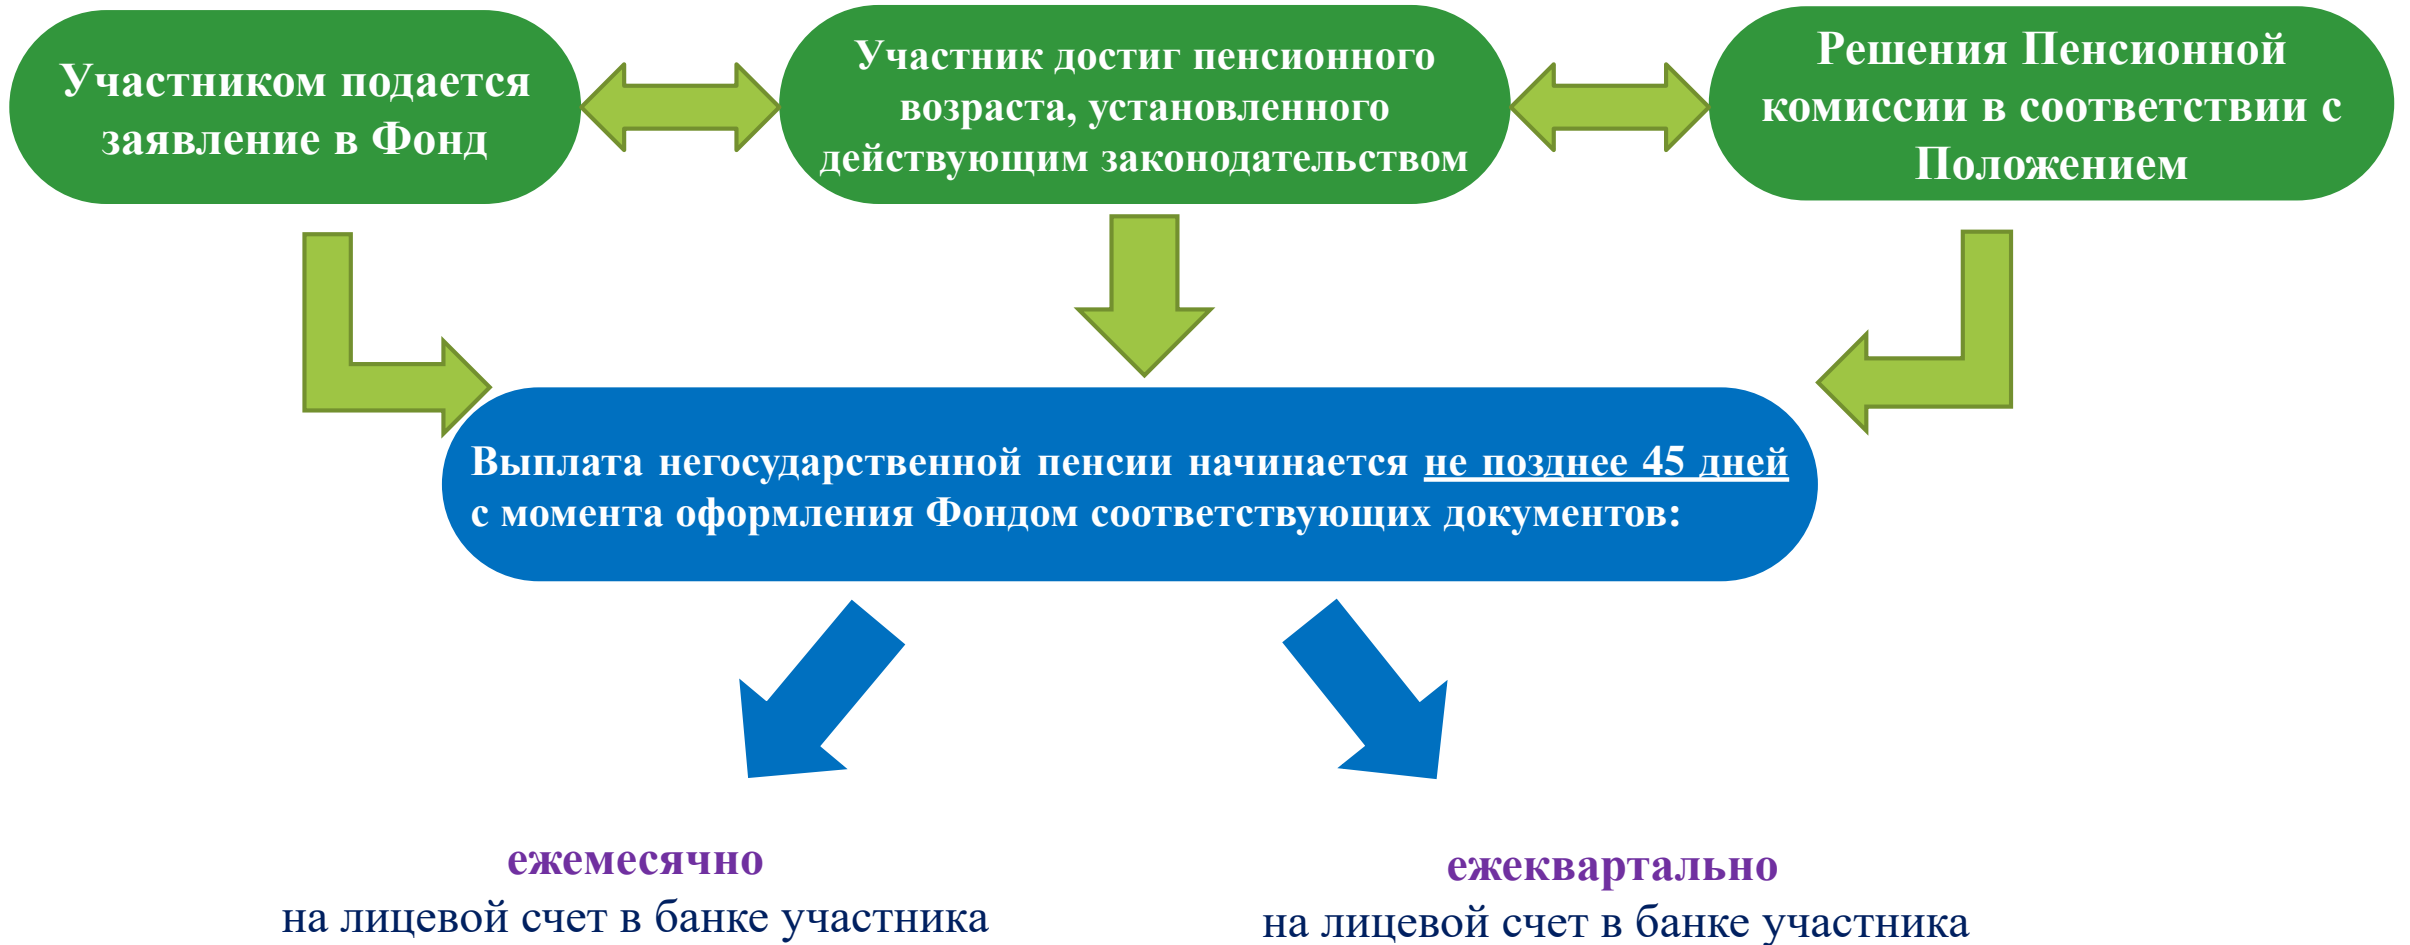 Участником подается
заявление в Фонд
Участник достиг пенсионного
возраста, установленного
действующим законодательством
Решения Пенсионной
комиссии в соответствии с
Положением
Выплата негосударственной пенсии начинается не позднее 45 дней
с момента оформления Фондом соответствующих документов:
ежемесячно
на лицевой счет в банке участника
ежеквартально
на лицевой счет в банке участника